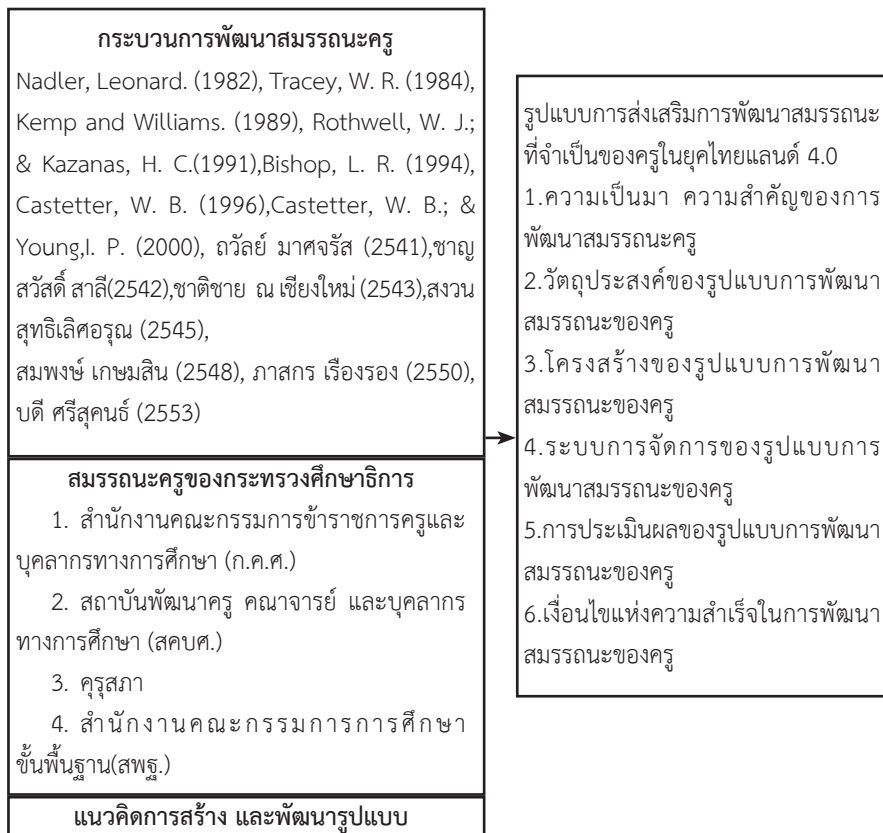 กระบวนการพัฒนาสมรรถนะครู
Nadler, Leonard. (1982), Tracey, W. R. (1984),
Kemp and Williams. (1989), Rothwell, W. J.;
& Kazanas, H. C.(1991),Bishop, L. R. (1994),
Castetter, W. B. (1996),Castetter, W. B.; &
Young,I. P. (2000), ถวัลย์ มาศจรัส (2541),ชาญ
สวัสดิ์ สาลี(2542),ชาติชาย ณ เชียงใหม่ (2543),สงวน
สุทธิเลิศอรุณ (2545),
สมพงษ์ เกษมสิน (2548), ภาสกร เรืองรอง (2550),
บดี ศรีสุคนธ์ (2553)
สมรรถนะครูของกระทรวงศึกษาธิการ
1. สำนักงานคณะกรรมการข้าราชการครูและ
บุคลากรทางการศึกษา (ก.ค.ศ.)
2. สถาบันพัฒนาครู คณาจารย์ และบุคลากร
ทางการศึกษา (สคบศ.)
3. คุรุสภา
4. สำนักงานคณะกรรมการการศึกษา
ขั้นพื้นฐาน(สพฐ.)
แนวคิดการสร้าง และพัฒนารูปแบบ
รูปแบบการส่งเสริมการพัฒนาสมรรถนะ
ที่จำเป็นของครูในยุคไทยแลนด์ 4.0
1.ความเป็นมา ความสำคัญของการ
พัฒนาสมรรถนะครู
2.วัตถุประสงค์ของรูปแบบการพัฒนา
สมรรถนะของครู
3.โครงสร้างของรูปแบบการพัฒนา
สมรรถนะของครู
4.ระบบการจัดการของรูปแบบการ
พัฒนาสมรรถนะของครู
5.การประเมินผลของรูปแบบการพัฒนา
สมรรถนะของครู
6.เงื่อนไขแห่งความสำเร็จในการพัฒนา
สมรรถนะของครู